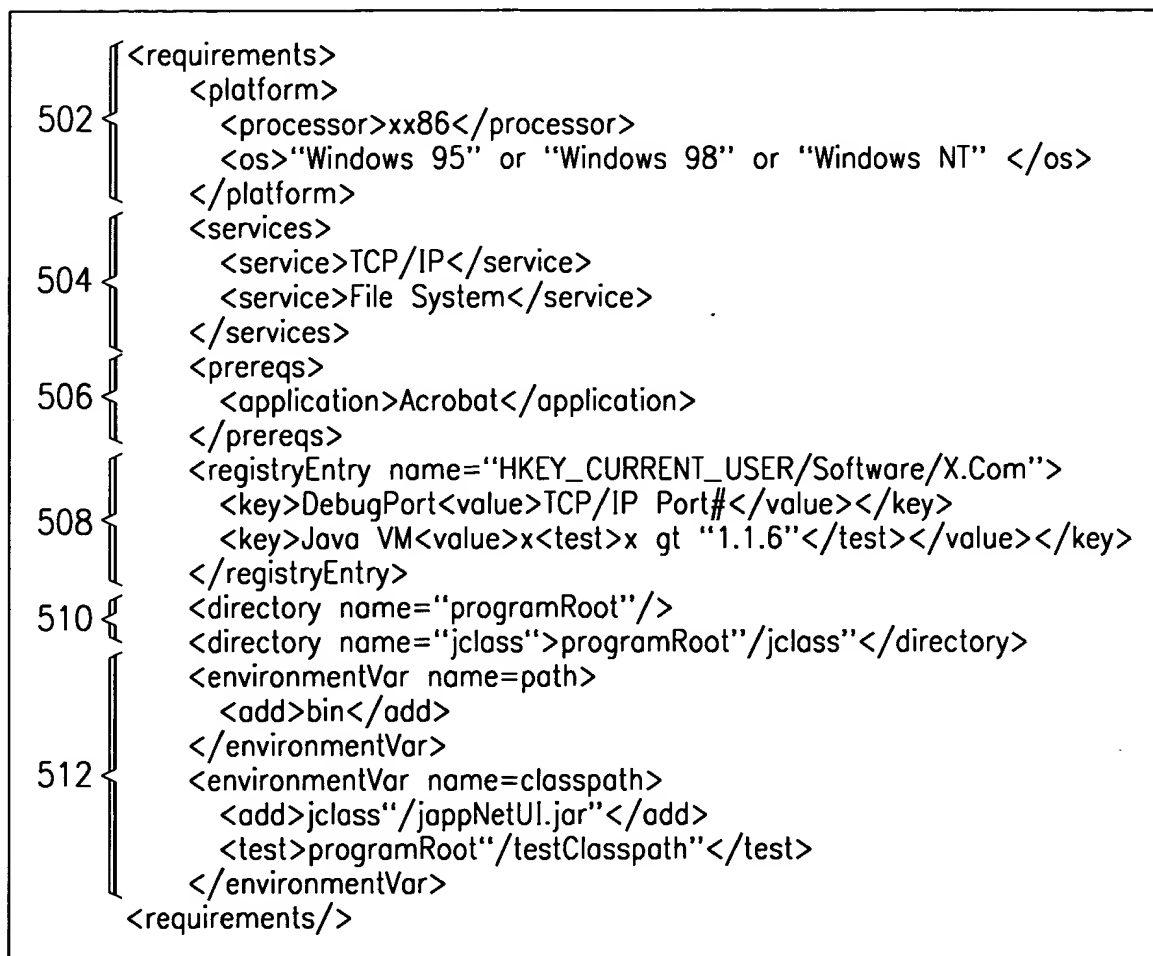 <requirements>
<platform>
502 <processor>xx86</processor>
<os>“Windows 95” or “Windows 98” or “Windows NT” </os>
</platform>
<services>
504 <service>TCP/IP</service>
<service>File System</service>
</services>
<prereqs>
506 <application>Acrobat</application>
</prereqs>
<registryEntry name=“HKEY_CURRENT_USER/Software/X.Com”>
508 <key>DebugPort<value>TCP/IP Port#</value></key>
<key>Java VM<value>x<test>x gt “1.1.6”</test></value></key>
</registryEntry>
510 <directory name=“programRoot”/>
<directory name=“jclass“>programRoot”/jclass”</directory>
<environmentVar name=path>
<add>bin</add>
</environmentVar>
512 <environmentVar name=classpath>
<add>jclass“/jappNetUI.jar”</add>
<test>programRoot“/testClasspath”</test>
</environmentVar>
<requirements/>